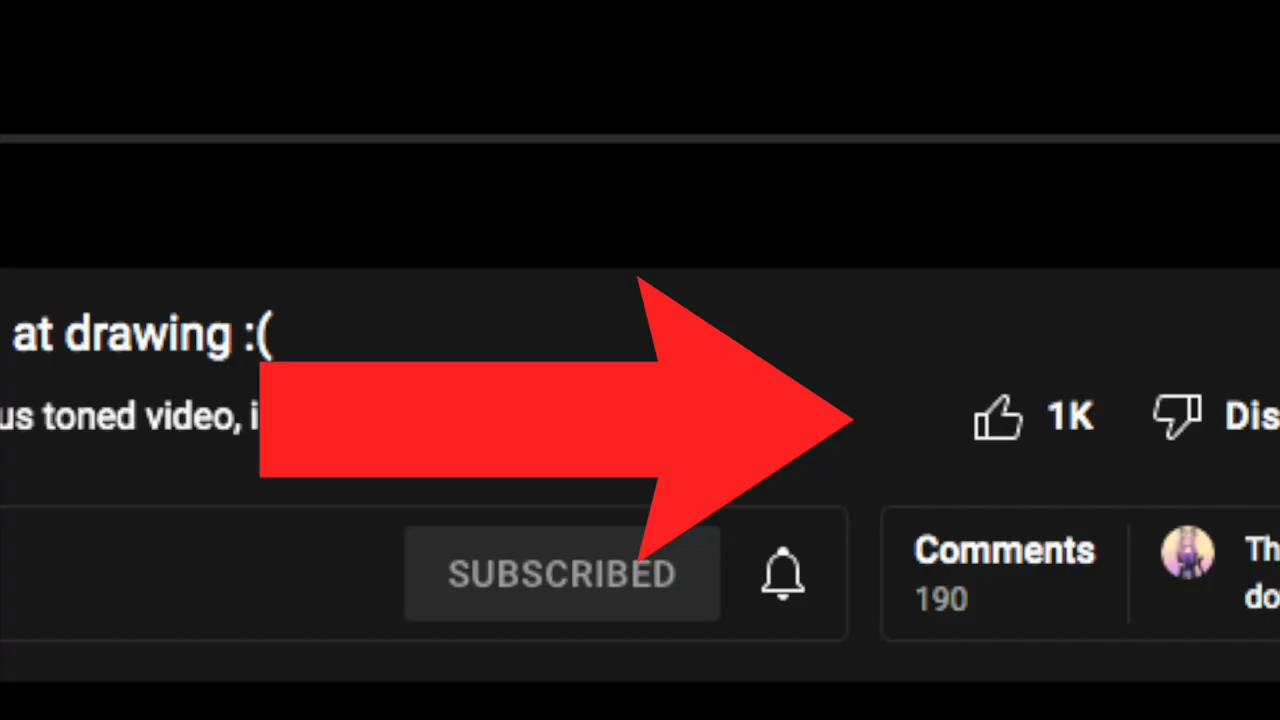 at drawing :(
us toned video, i
1K
Dis
SUBSCRIBED
Comments
190
Th
do